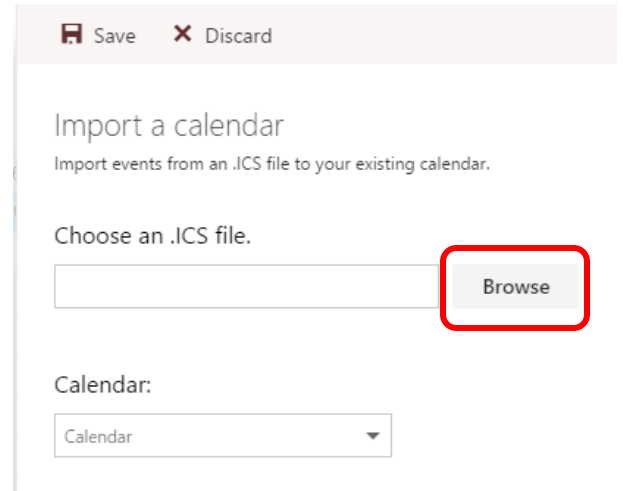 Save Discard
Import a calendar
Import events from an .ICS file to your existing calendar.
Choose an .ICS file.
Browse
Calendar:
Calendar